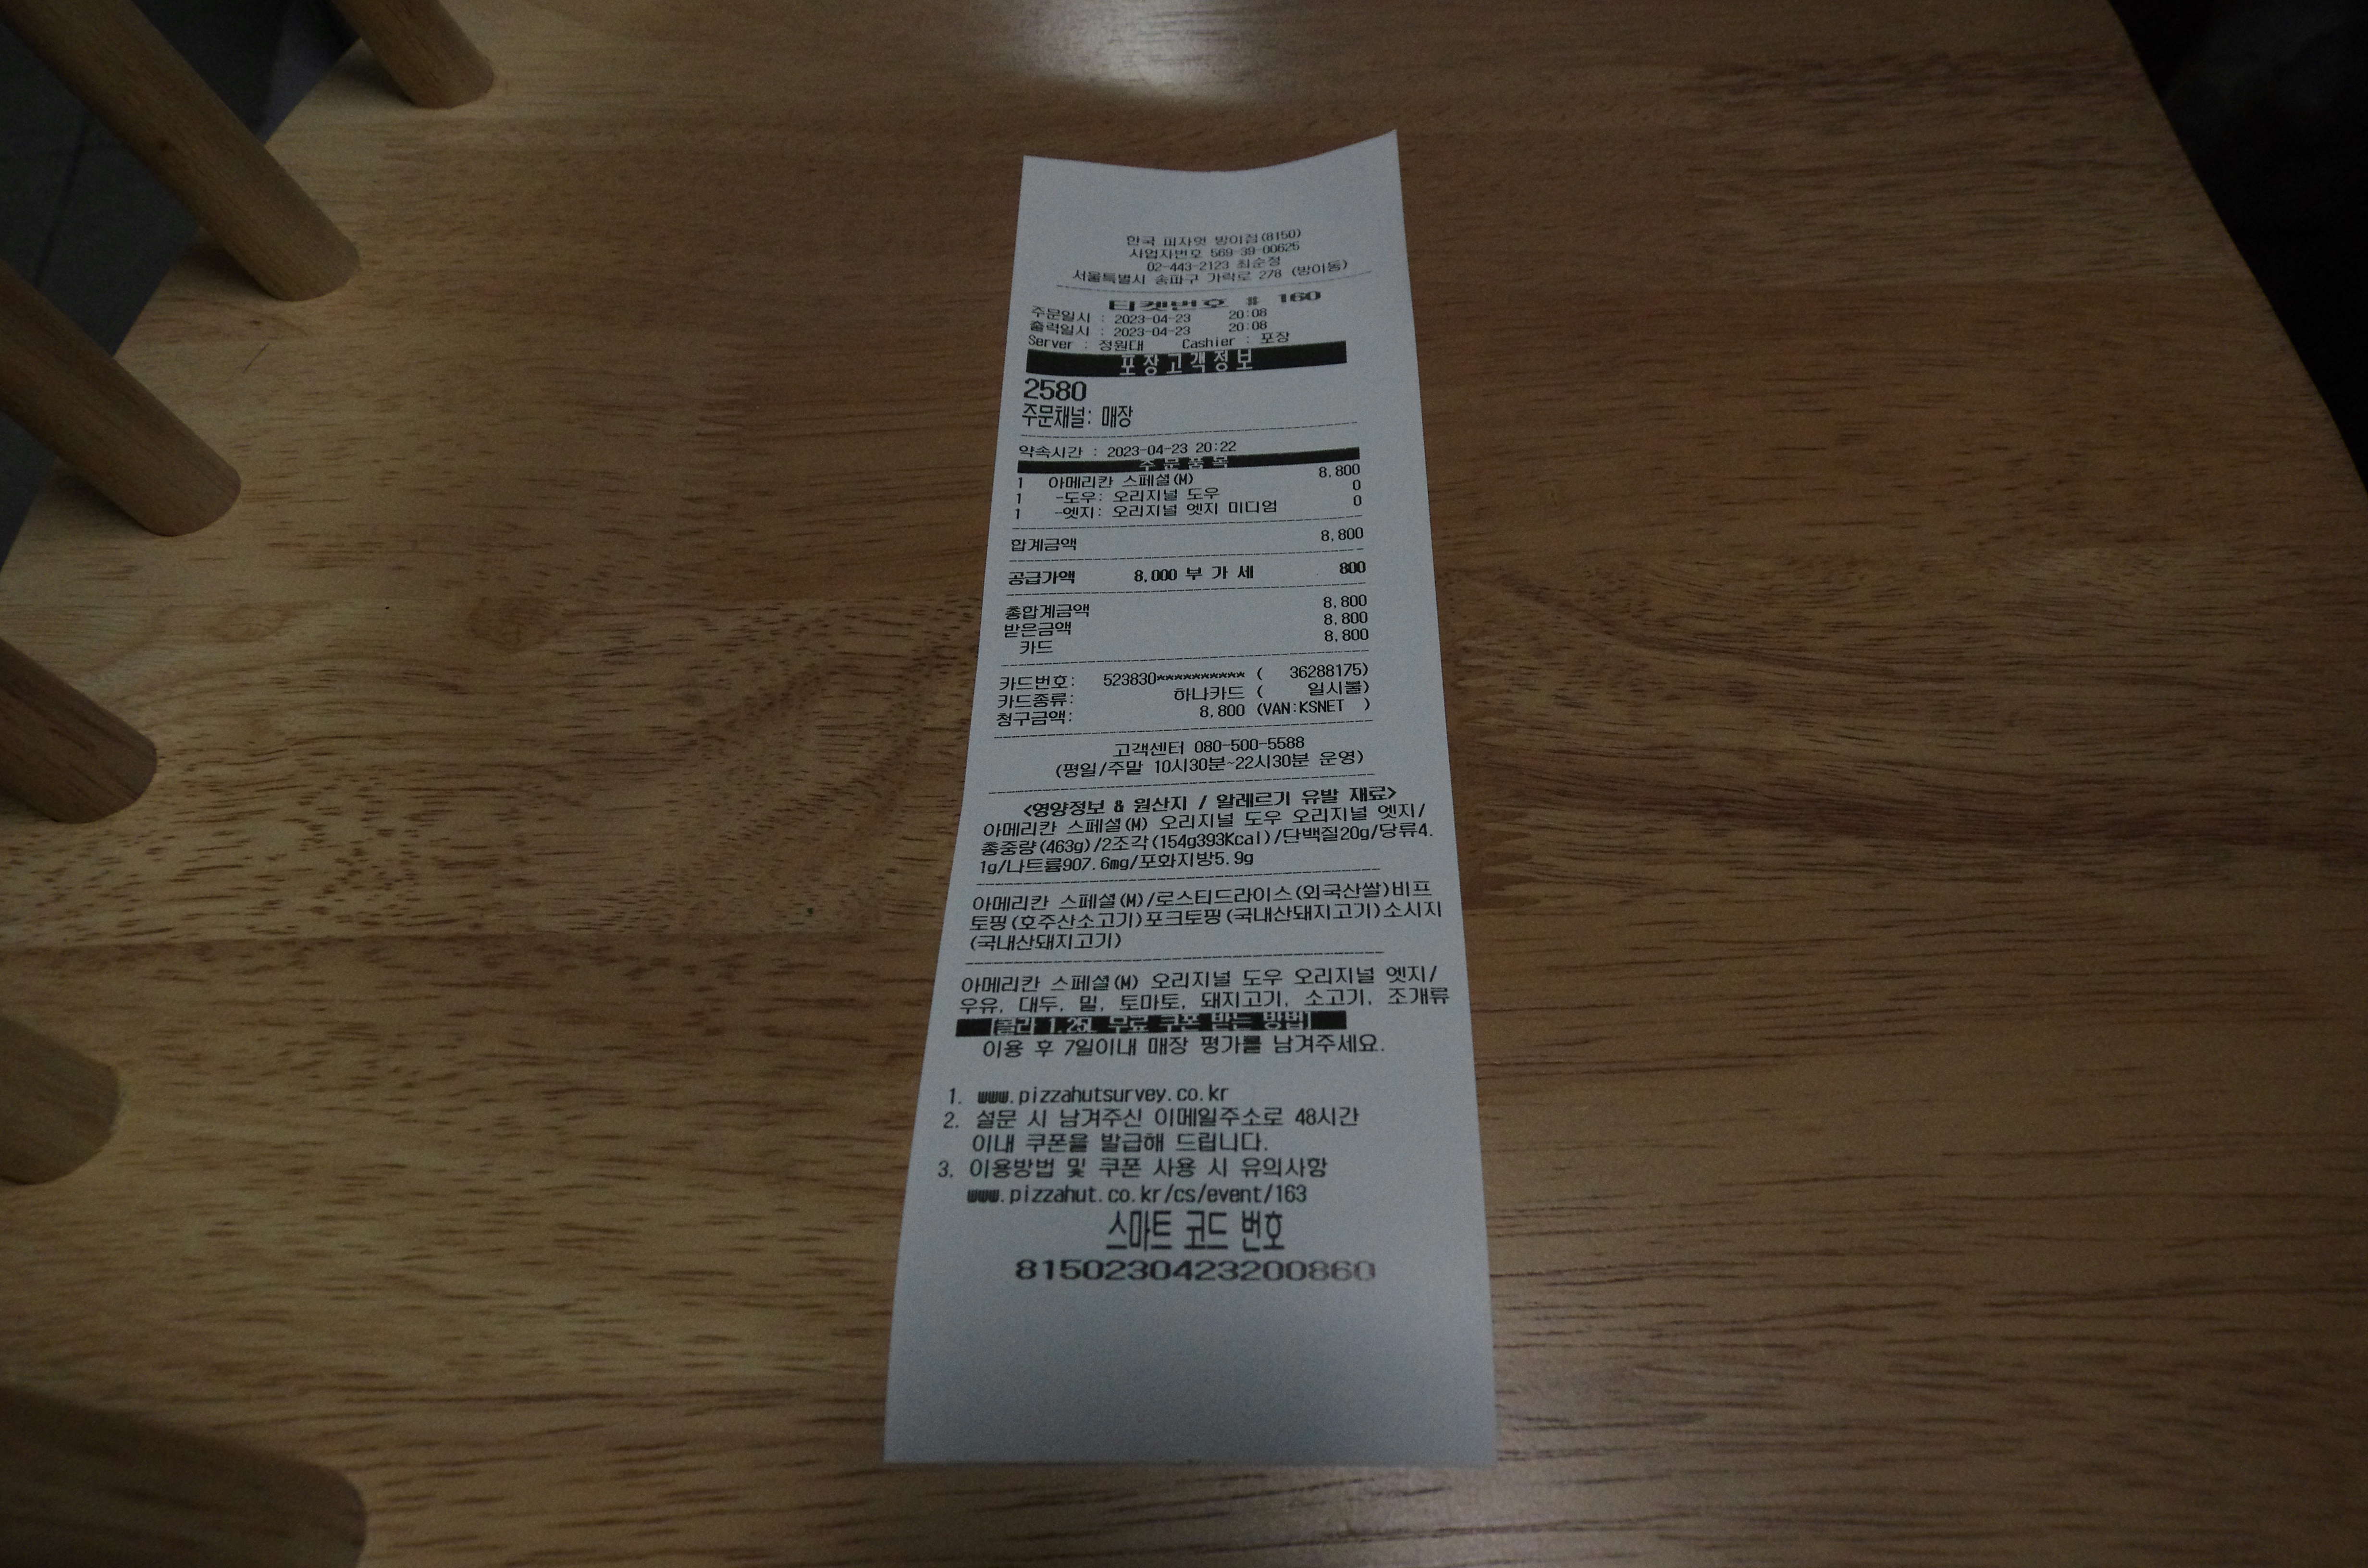 한국 피자헛 방이점(8150)
사업자번호 569-39-00625
02-443-2123 최순정
서울특별시 송파구 가락로 278 (방이동)
티켓번호 # 160
주문일시 : 2023-04-23 20:08
출력일시 : 2023-04-23 20:08
Server : 정원대 Cashier : 포장
포장고객정보
2580
주문채널: 매장
약속시간 : 2023-04-23 20:22
주문품목
1 아메리칸 스페셜(M) 8,800
1 -도우: 오리지널 도우 0
1 -엣지: 오리지널 엣지 미디엄 0
합계금액 8,800
공급가액 8,000 부 가 세 800
총합계금액 8,800
받은금액 8,800
카드 8,800
카드번호: 523830*********** ( 36288175)
카드종류: 하나카드 ( 일시불)
청구금액: 8,800 (VAN:KSNET )
고객센터 080-500-5588
(평일/주말 10시30분~22시30분 운영)
<영양정보 & 원산지 / 알레르기 유발 재료>
아메리칸 스페셜(M) 오리지널 도우 오리지널 엣지/
총중량(463g)/2조각(154g393Kcal)/단백질20g/당류4.
1g/나트륨907.6mg/포화지방5.9g
아메리칸 스페셜(M)/로스티드라이스(외국산쌀)비프
토핑(호주산소고기)포크토핑(국내산돼지고기)소시지
(국내산돼지고기)
아메리칸 스페셜(M) 오리지널 도우 오리지널 엣지/
우유, 대두, 밀, 토마토, 돼지고기, 소고기, 조개류
[콜라 1.25L 무료 쿠폰 받는 방법]
이용 후 7일이내 매장 평가를 남겨주세요.
1. www.pizzahutsurvey.co.kr
2. 설문 시 남겨주신 이메일주소로 48시간
이내 쿠폰을 발급해 드립니다.
3. 이용방법 및 쿠폰 사용 시 유의사항
www.pizzahut.co.kr/cs/event/163
스마트 코드 번호
8150230423200860